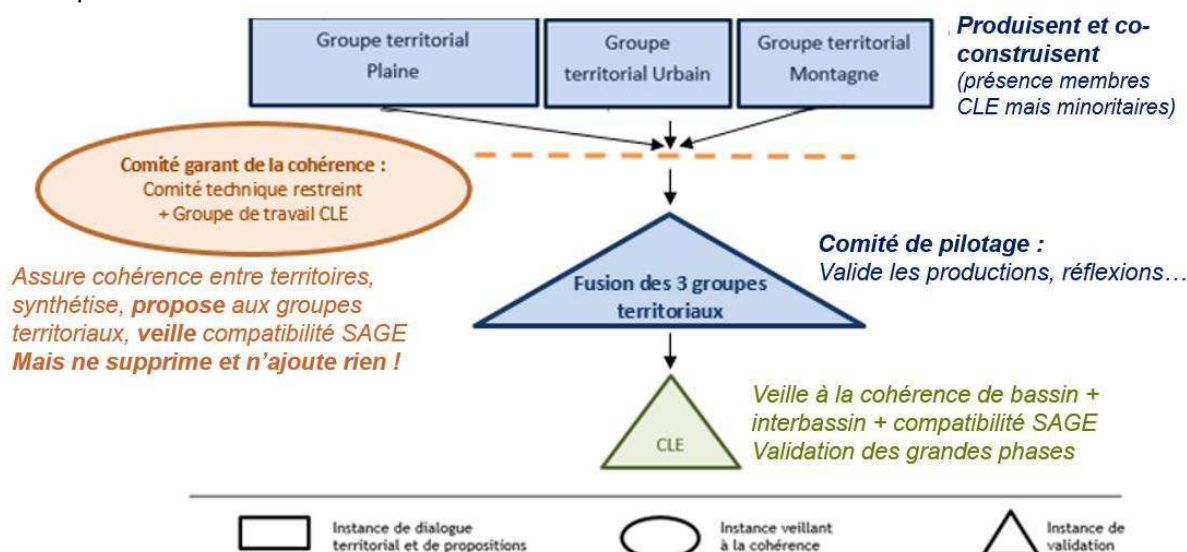 Groupe territorial
Plaine
Groupe
territorial Urbain
Groupe territorial
Montagne
Produisent et co-
construisent
(présence membres
CLE mais minoritaires)
Comité garant de la cohérence :
Comité technique restreint
+ Groupe de travail CLE
Assure cohérence entre territoires,
synthétise, propose aux groupes
territoriaux, veille compatibilité SAGE
Mais ne supprime et n'ajoute rien !
Fusion des 3 groupes
territoriaux
Comité de pilotage :
Valide les productions, réflexions…
CLE
Veille à la cohérence de bassin +
interbassin + compatibilité SAGE
Validation des grandes phases
Instance de dialogue
territorial et de propositions
Instance veillant
à la cohérence
Instance de
validation